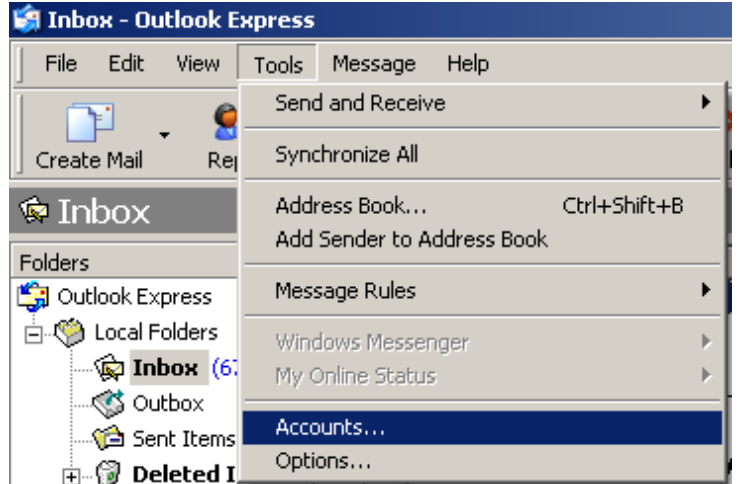 Inbox - Outlook Express
File Edit View Tools Message Help
Send and Receive
Create Mail
Synchronize All
Inbox
Address Book... Ctrl+Shift+B
Add Sender to Address Book
Folders
Outlook Express
Message Rules
Local Folders
Windows Messenger
Inbox
My Online Status
Outbox
Accounts...
Sent Items
Options...
Deleted